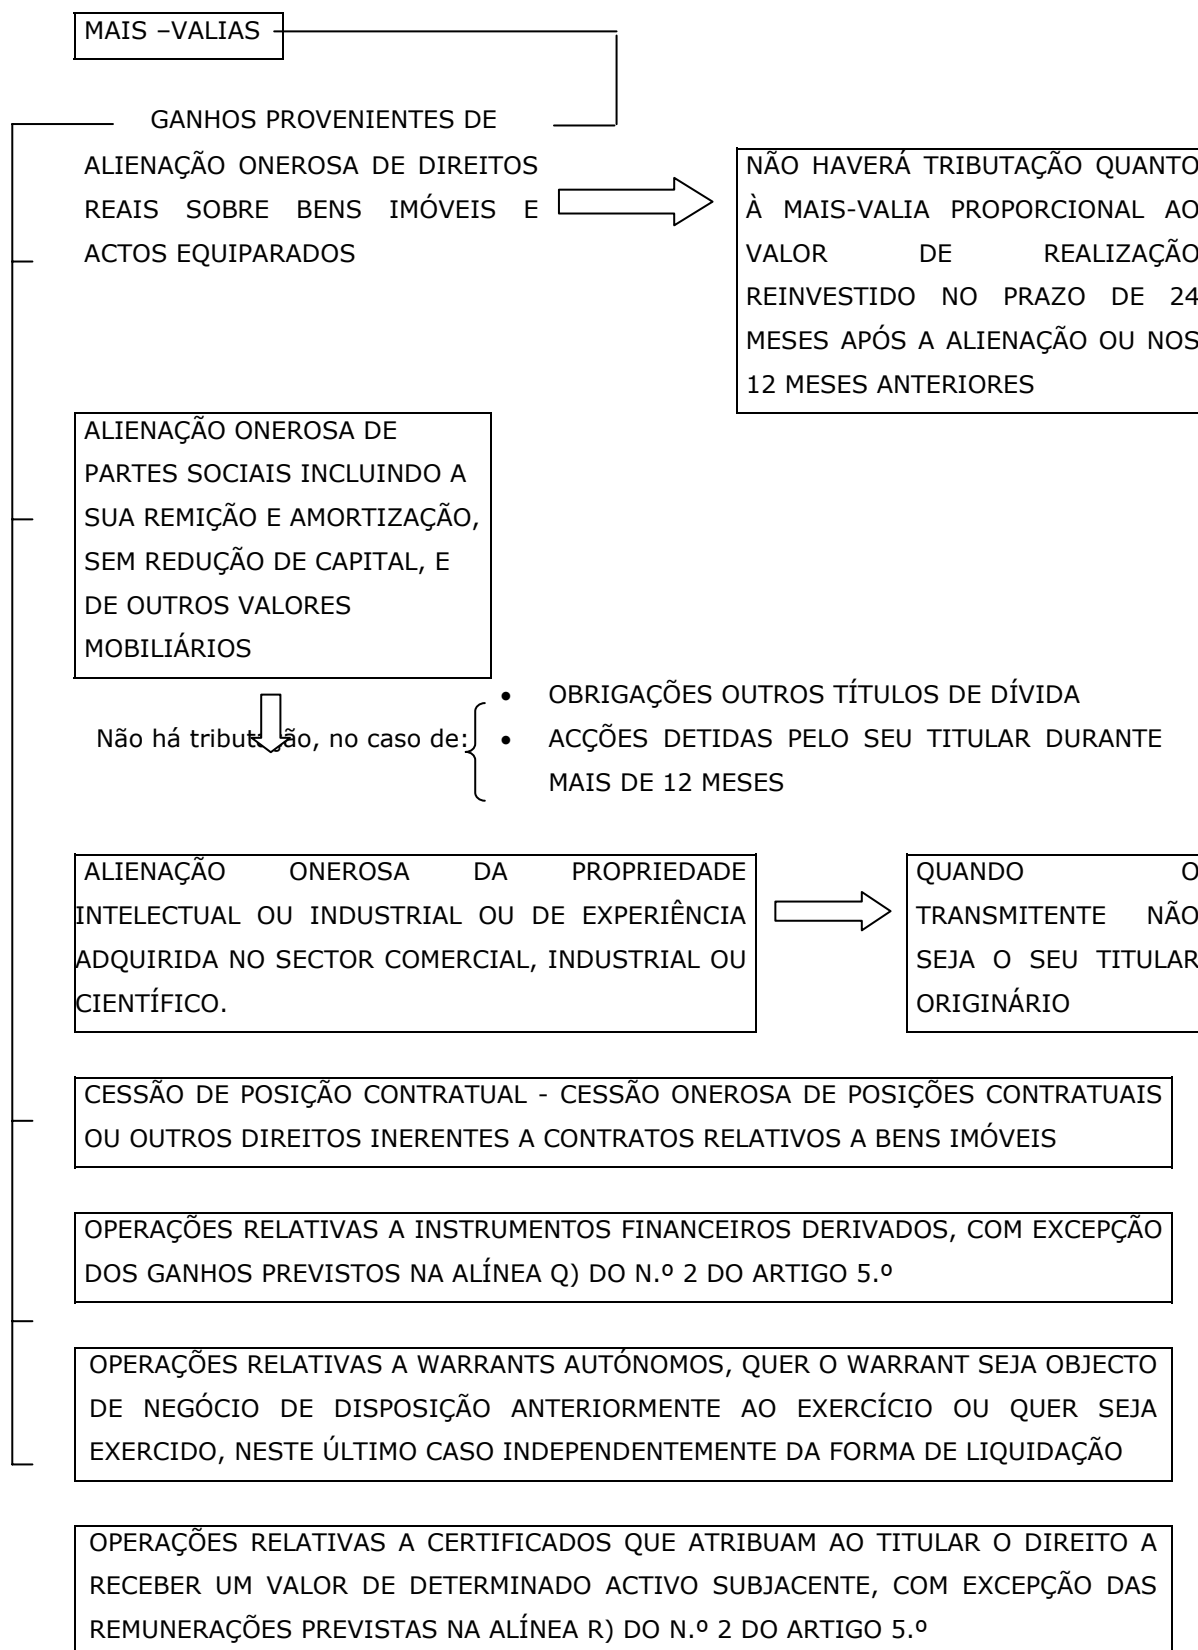 MAIS –VALIAS
GANHOS PROVENIENTES DE
ALIENAÇÃO ONEROSA DE DIREITOS
REAIS SOBRE BENS IMÓVEIS E
ACTOS EQUIPARADOS
NÃO HAVERÁ TRIBUTAÇÃO QUANTO
À MAIS-VALIA PROPORCIONAL AO
VALOR DE REALIZAÇÃO
REINVESTIDO NO PRAZO DE 24
MESES APÓS A ALIENAÇÃO OU NOS
12 MESES ANTERIORES
ALIENAÇÃO ONEROSA DE
PARTES SOCIAIS INCLUINDO A
SUA REMIÇÃO E AMORTIZAÇÃO,
SEM REDUÇÃO DE CAPITAL, E
DE OUTROS VALORES
MOBILIÁRIOS
Não há tributação, no caso de:
• OBRIGAÇÕES OUTROS TÍTULOS DE DÍVIDA
• ACÇÕES DETIDAS PELO SEU TITULAR DURANTE
MAIS DE 12 MESES
ALIENAÇÃO ONEROSA DA PROPRIEDADE
INTELECTUAL OU INDUSTRIAL OU DE EXPERIÊNCIA
ADQUIRIDA NO SECTOR COMERCIAL, INDUSTRIAL OU
CIENTÍFICO.
QUANDO O
TRANSMITENTE NÃO
SEJA O SEU TITULAR
ORIGINÁRIO
CESSÃO DE POSIÇÃO CONTRATUAL - CESSÃO ONEROSA DE POSIÇÕES CONTRATUAIS
OU OUTROS DIREITOS INERENTES A CONTRATOS RELATIVOS A BENS IMÓVEIS
OPERAÇÕES RELATIVAS A INSTRUMENTOS FINANCEIROS DERIVADOS, COM EXCEPÇÃO
DOS GANHOS PREVISTOS NA ALÍNEA Q) DO N.º 2 DO ARTIGO 5.º
OPERAÇÕES RELATIVAS A WARRANTS AUTÓNOMOS, QUER O WARRANT SEJA OBJECTO
DE NEGÓCIO DE DISPOSIÇÃO ANTERIORMENTE AO EXERCÍCIO OU QUER SEJA
EXERCIDO, NESTE ÚLTIMO CASO INDEPENDENTEMENTE DA FORMA DE LIQUIDAÇÃO
OPERAÇÕES RELATIVAS A CERTIFICADOS QUE ATRIBUAM AO TITULAR O DIREITO A
RECEBER UM VALOR DE DETERMINADO ACTIVO SUBJACENTE, COM EXCEPÇÃO DAS
REMUNERAÇÕES PREVISTAS NA ALÍNEA R) DO N.º 2 DO ARTIGO 5.º